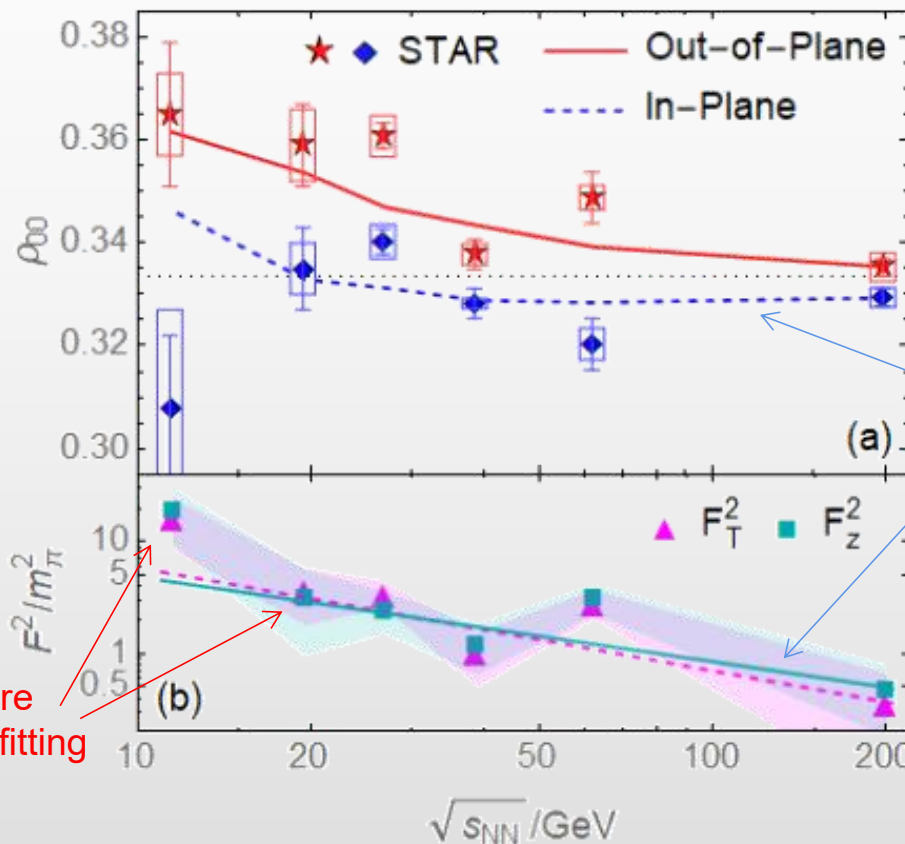 0.38
0.36
0.34
0.32
0.30
ρ00
STAR
Out-of-Plane
In-Plane
(a)
10
5
1
0.5
F²/m²π
F²T
F²z
(b)
re
fitting
10
20
50
100
200
√sNN /GeV